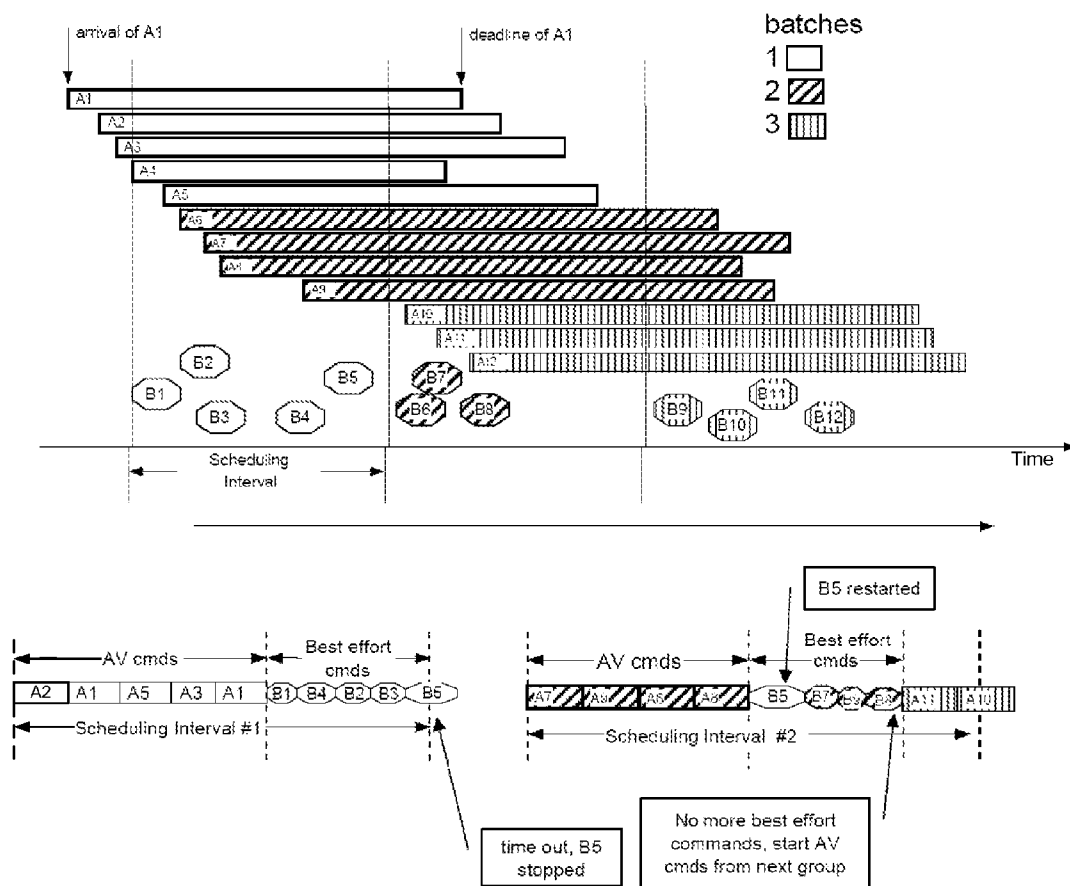 arrival of A1
deadline of A1
batches
1
2
3
A1
A2
A3
A4
A5
A6
A7
A9
A10
A11
A12
B2
B1
B3
B5
B4
B7
B6
B8
B9
B10
B11
B12
Scheduling
Interval
Time
B5 restarted
AV cmds
Best effort
cmds
A2 A1 A5 A3 A1 B1 B4 B2 B3 B5
Scheduling Interval #1
time out, B5
stopped
AV cmds
Best effort
cmds
A7 A9 B5 B7 A11 A10
Scheduling Interval #2
No more best effort
commands, start AV
cmds from next group